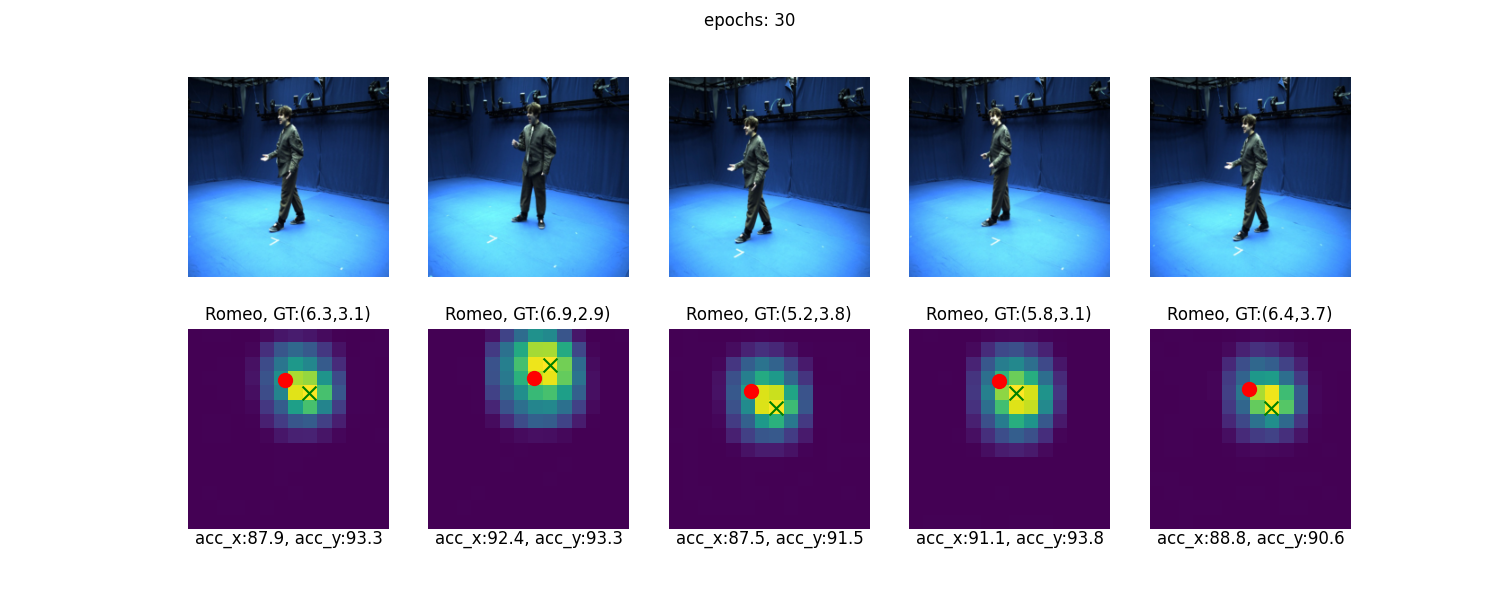 epochs: 30
Romeo, GT:(6.3,3.1)
Romeo, GT:(6.9,2.9)
Romeo, GT:(5.2,3.8)
Romeo, GT:(5.8,3.1)
Romeo, GT:(6.4,3.7)
acc_x:87.9, acc_y:93.3
acc_x:92.4, acc_y:93.3
acc_x:87.5, acc_y:91.5
acc_x:91.1, acc_y:93.8
acc_x:88.8, acc_y:90.6